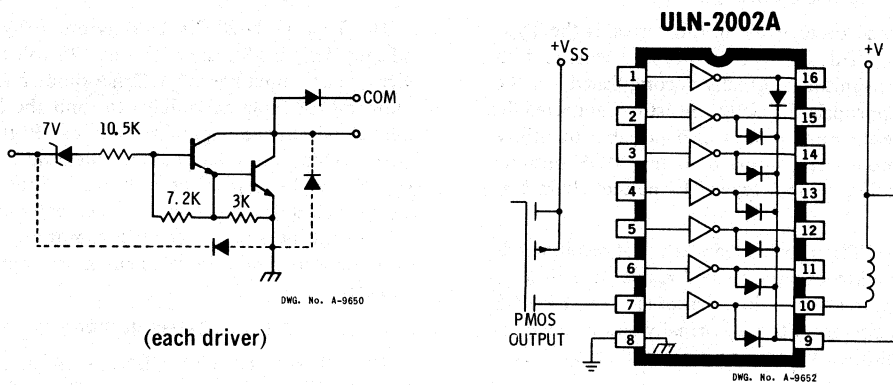 ULN-2002A
7V
10.5K
COM
7.2K
3K
DWG. No. A-9650
(each driver)
+VSS
+V
1
2
3
4
5
6
7
8
16
15
14
13
12
11
10
9
PMOS
OUTPUT
DWG. No. A-9652